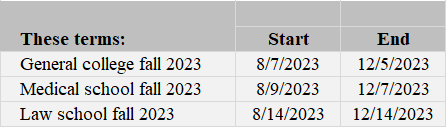 These terms: Start End
General college fall 2023 8/7/2023 12/5/2023
Medical school fall 2023 8/9/2023 12/7/2023
Law school fall 2023 8/14/2023 12/14/2023